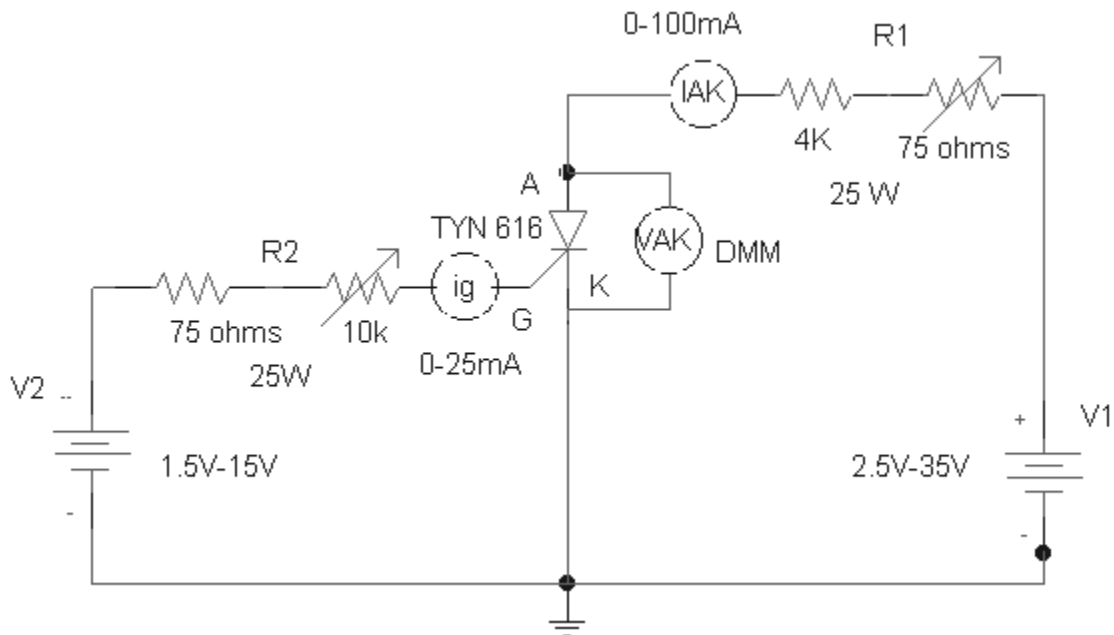 0-100mA
R1
IAK
4K
75 ohms
25 W
A
TYN 616
VAK
DMM
R2
ig
K
G
75 ohms
10k
0-25mA
25W
V2 --
+
V1
1.5V-15V
2.5V-35V
-
-